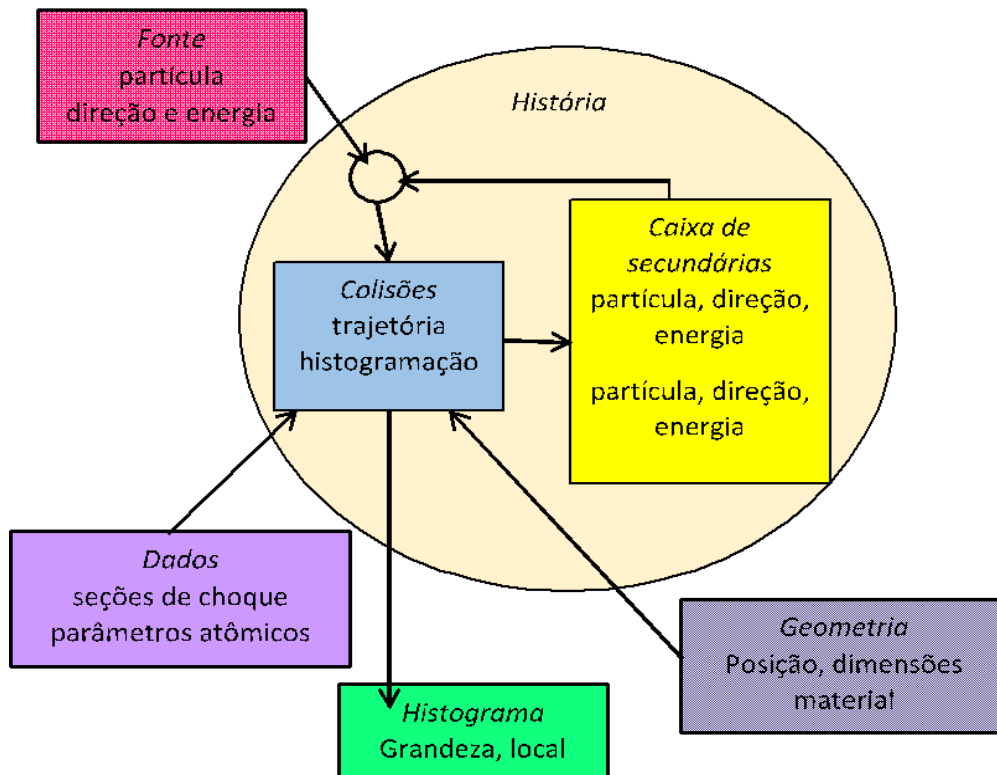 Fonte
partícula
direção e energia
História
Caixa de
secundárias
partícula, direção,
energia
partícula, direção,
energia
Colisões
trajetória
histogramação
Dados
seções de choque
parâmetros atômicos
Geometria
Posição, dimensões
material
Histograma
Grandeza, local